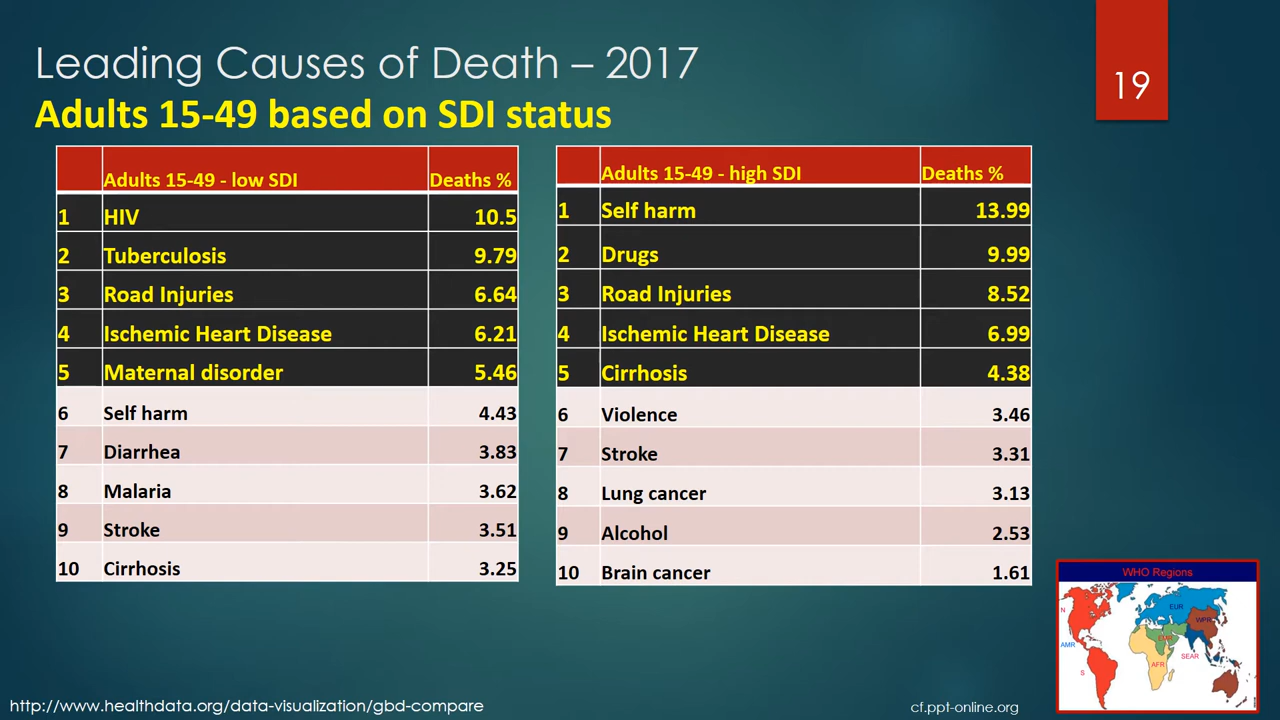 Leading Causes of Death – 2017
19
Adults 15-49 based on SDI status
Adults 15-49 - low SDI Deaths %
1 HIV 10.5
2 Tuberculosis 9.79
3 Road Injuries 6.64
4 Ischemic Heart Disease 6.21
5 Maternal disorder 5.46
6 Self harm 4.43
7 Diarrhea 3.83
8 Malaria 3.62
9 Stroke 3.51
10 Cirrhosis 3.25
Adults 15-49 - high SDI Deaths %
1 Self harm 13.99
2 Drugs 9.99
3 Road Injuries 8.52
4 Ischemic Heart Disease 6.99
5 Cirrhosis 4.38
6 Violence 3.46
7 Stroke 3.31
8 Lung cancer 3.13
9 Alcohol 2.53
10 Brain cancer 1.61
WHO Regions
N
EUR
WPR
EMR
AMR
SEAR
AFR
S
http://www.healthdata.org/data-visualization/gbd-compare
cf.ppt-online.org